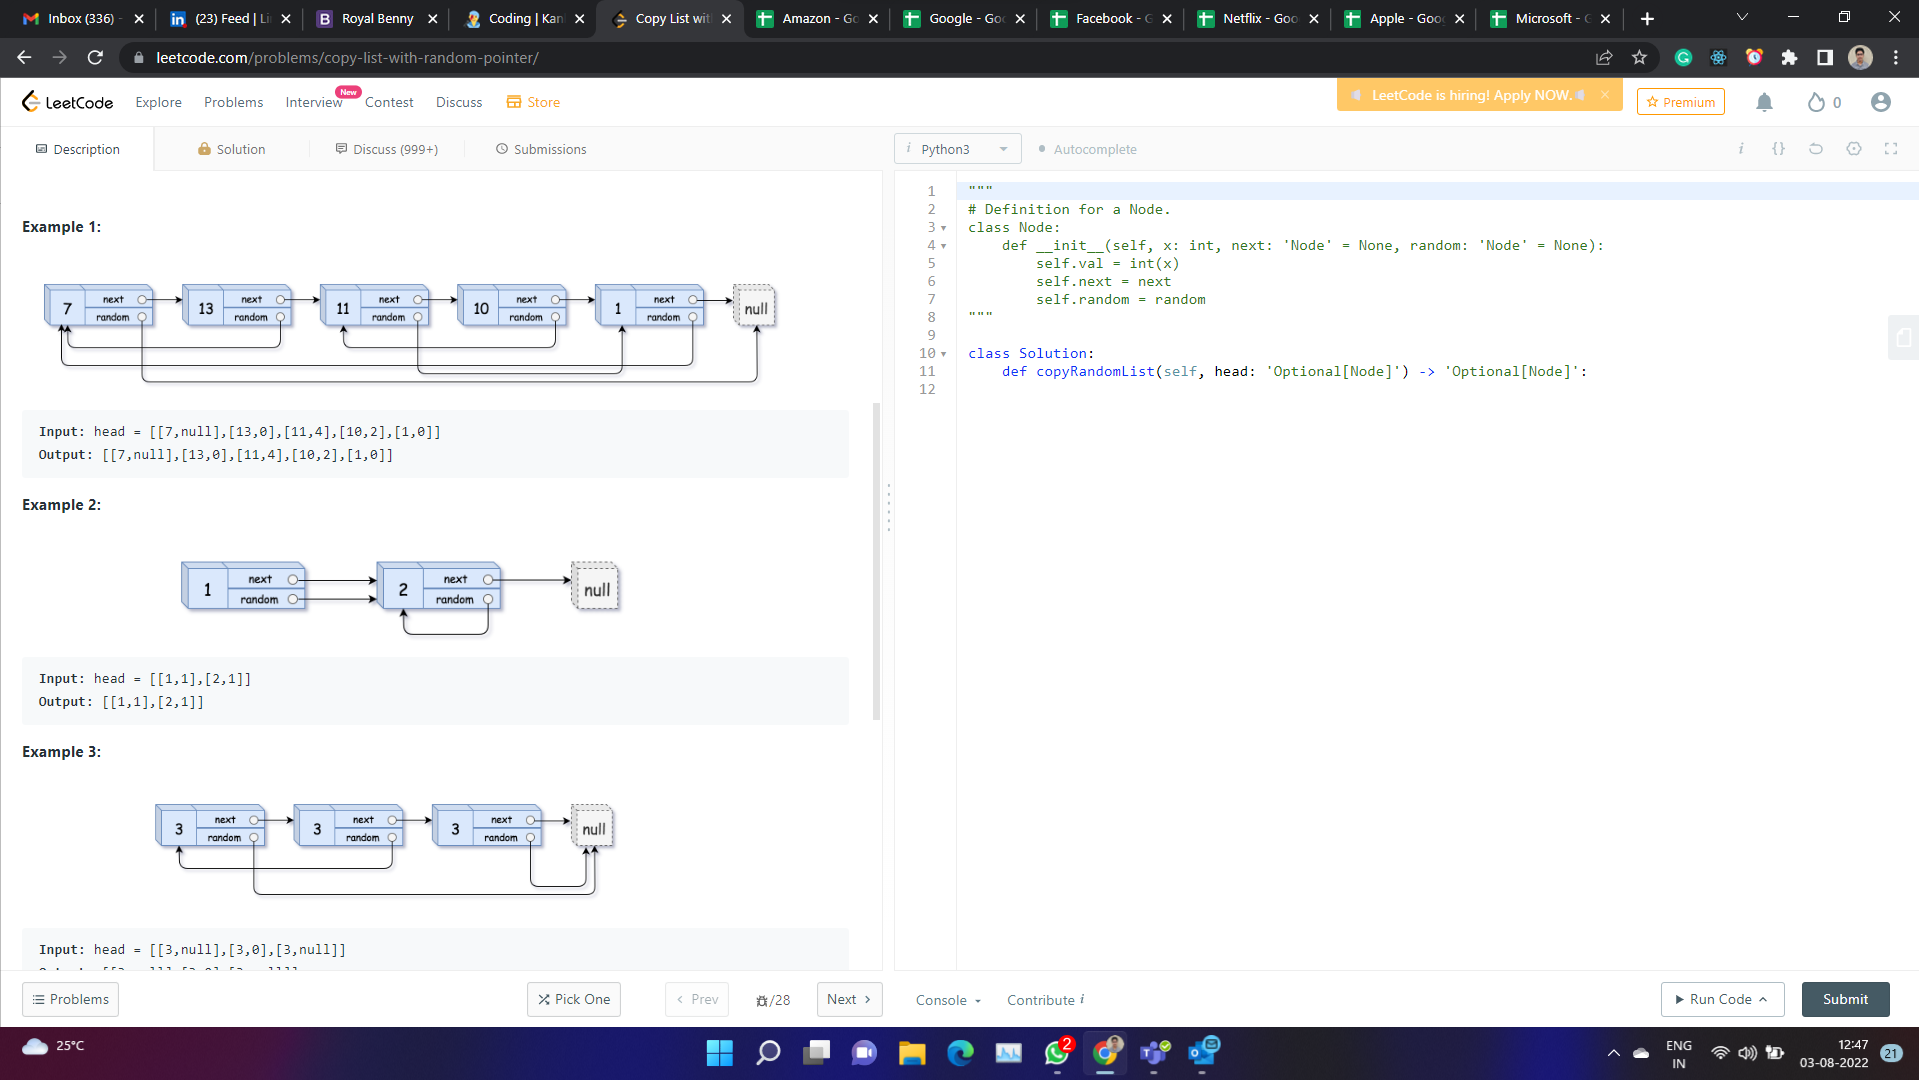 Inbox (336) -
(23) Feed | Li
Royal Benny
Coding | Kan
Copy List wit
Amazon - Go
Google - Goo
Facebook - G
Netflix - Goo
Apple - Goog
Microsoft - G
leetcode.com/problems/copy-list-with-random-pointer/
LeetCode
Explore
Problems
Interview
New
Contest
Discuss
Store
LeetCode is hiring! Apply NOW.
Premium
0
Description
Solution
Discuss (999+)
Submissions
i Python3
Autocomplete
i
{}
Example 1:
7 next random
13 next random
11 next random
10 next random
1 next random
null
Input: head = [[7,null],[13,0],[11,4],[10,2],[1,0]]
Output: [[7,null],[13,0],[11,4],[10,2],[1,0]]
Example 2:
1 next random
2 next random
null
Input: head = [[1,1],[2,1]]
Output: [[1,1],[2,1]]
Example 3:
3 next random
3 next random
3 next random
null
Input: head = [[3,null],[3,0],[3,null]]
1 """
2 # Definition for a Node.
3 class Node:
4 def __init__(self, x: int, next: 'Node' = None, random: 'Node' = None):
5 self.val = int(x)
6 self.next = next
7 self.random = random
8 """
9
10 class Solution:
11 def copyRandomList(self, head: 'Optional[Node]') -> 'Optional[Node]':
12
Problems
Pick One
Prev
/28
Next
Console
Contribute i
Run Code
Submit
25°C
2
ENG
IN
12:47
03-08-2022
21